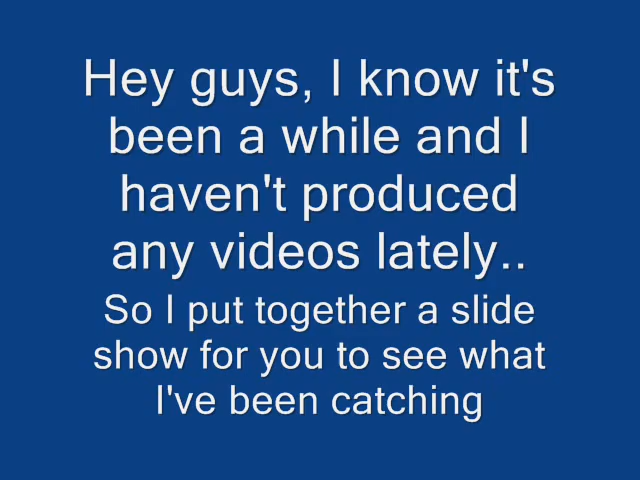 Hey guys, I know it's
been a while and I
haven't produced
any videos lately..
So I put together a slide
show for you to see what
I've been catching